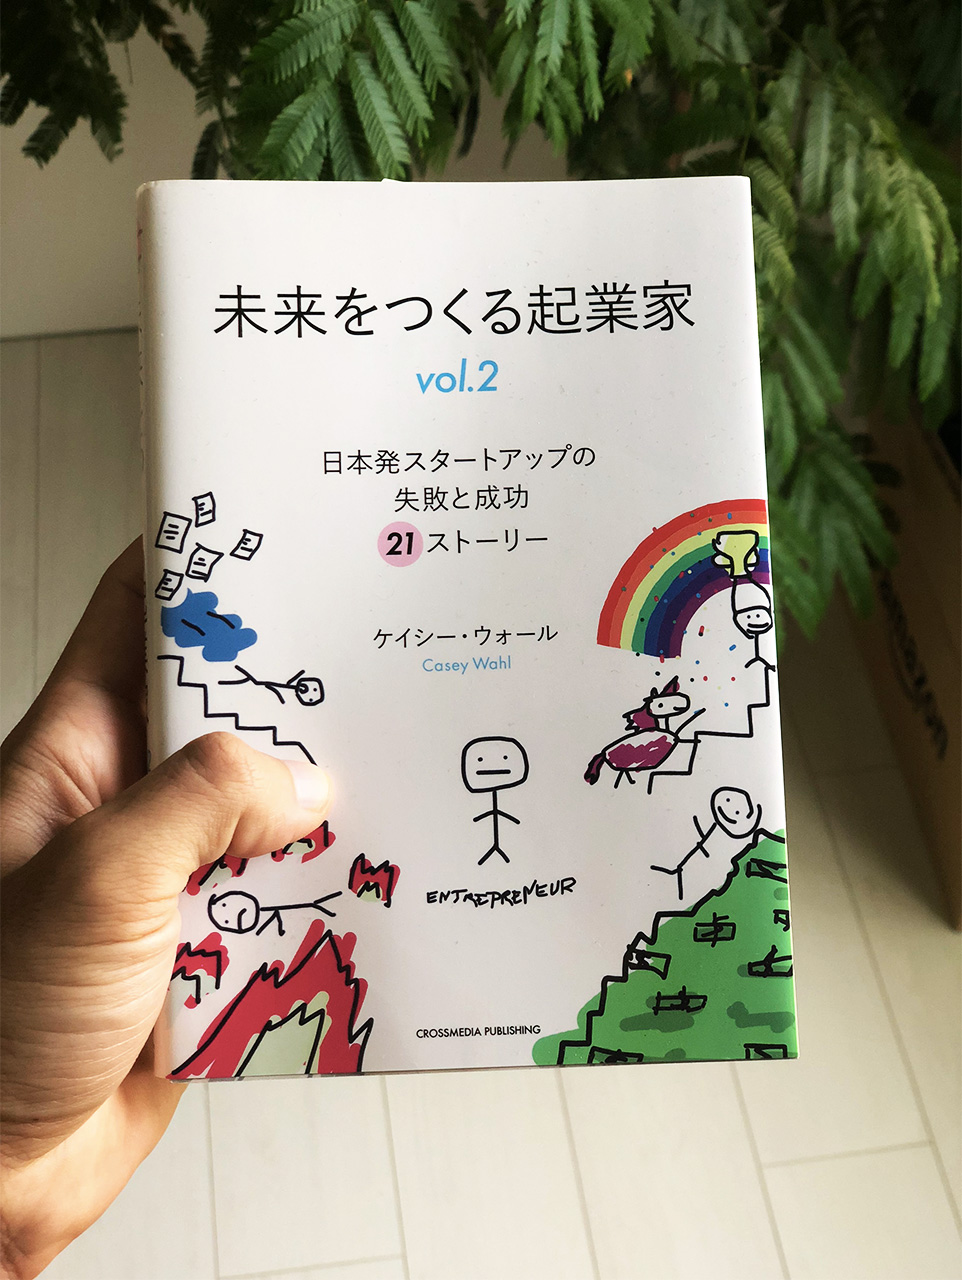 未来をつくる起業家
vol.2
日本発スタートアップの
失敗と成功
21ストーリー
ケイシー・ウォール
Casey Wahl
ENTREPRENEUR
CROSSMEDIA PUBLISHING